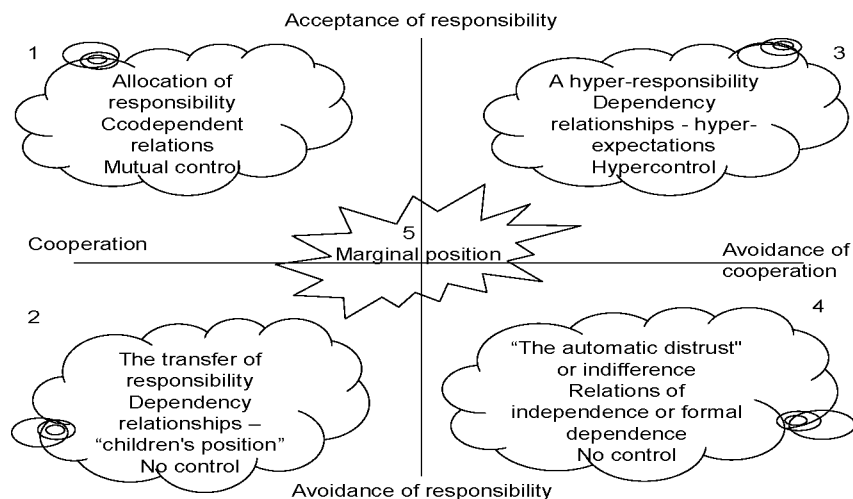 Acceptance of responsibility
1
Allocation of
responsibility
Ccodependent
relations
Mutual control
3
A hyper-responsibility
Dependency
relationships - hyper-
expectations
Hypercontrol
5
Marginal position
Cooperation
Avoidance of
cooperation
2
The transfer of
responsibility
Dependency
relationships –
“children's position”
No control
4
“The automatic distrust"
or indifference
Relations of
independence or formal
dependence
No control
Avoidance of responsibility